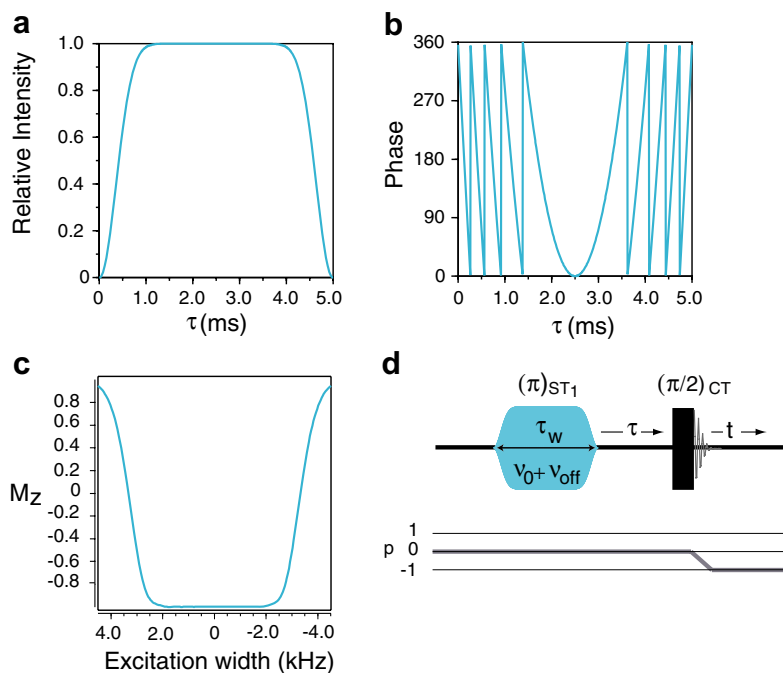 a
Relative Intensity
1.0
0.8
0.6
0.4
0.2
0
0
1.0
2.0
3.0
4.0
5.0
τ (ms)
b
Phase
360
270
180
90
0
0
1.0
2.0
3.0
4.0
5.0
τ (ms)
c
Mz
0.8
0.6
0.4
0.2
0
-0.2
-0.4
-0.6
-0.8
4.0
2.0
0
-2.0
-4.0
Excitation width (kHz)
d
(π)ST1
(π/2)CT
τw
ν0+ νoff
τ
t
p
1
0
-1